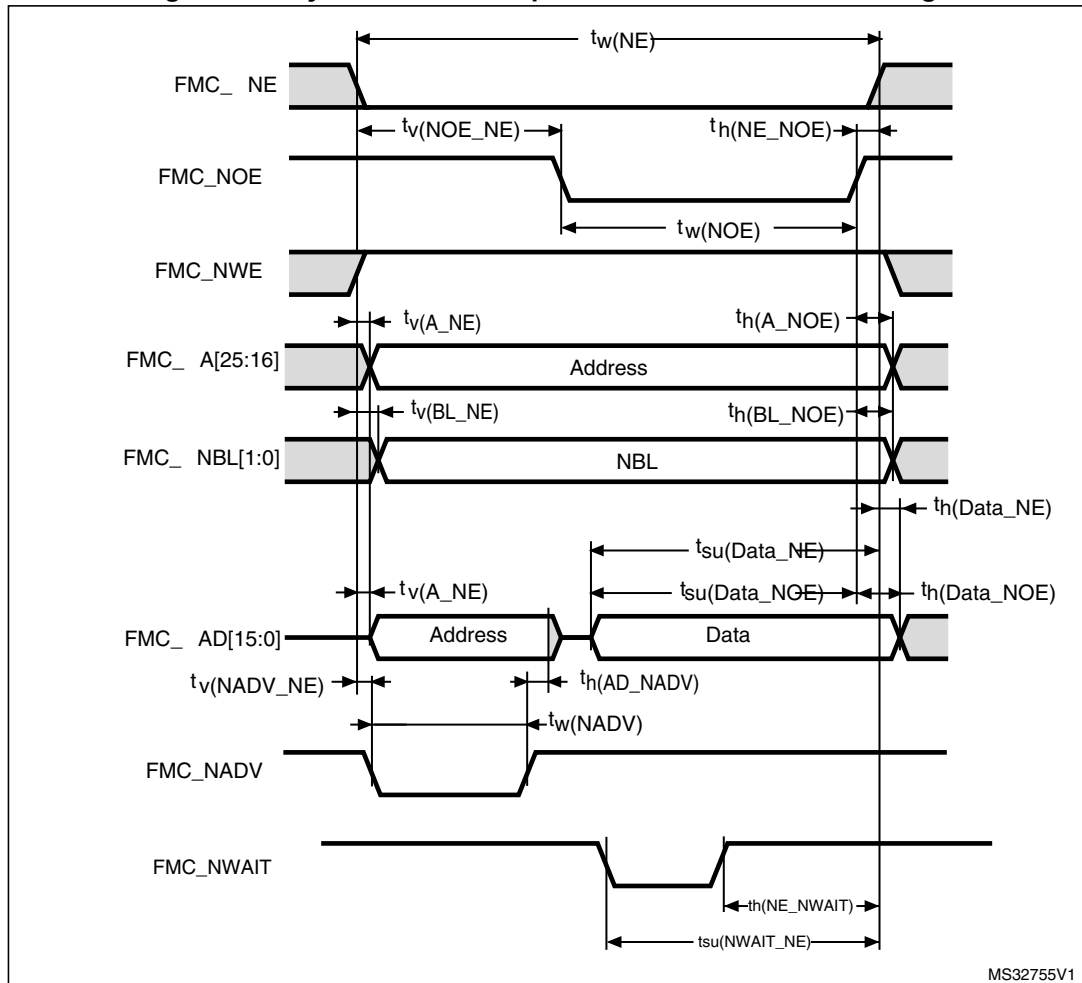 tw(NE)
FMC_ NE
tv(NOE_NE)
th(NE_NOE)
FMC_NOE
tw(NOE)
FMC_NWE
tv(A_NE)
th(A_NOE)
FMC_ A[25:16]
Address
tv(BL_NE)
th(BL_NOE)
FMC_ NBL[1:0]
NBL
th(Data_NE)
tsu(Data_NE)
tv(A_NE)
tsu(Data_NOE)
th(Data_NOE)
FMC_ AD[15:0]
Address
Data
tv(NADV_NE)
th(AD_NADV)
tw(NADV)
FMC_NADV
FMC_NWAIT
th(NE_NWAIT)
tsu(NWAIT_NE)
MS32755V1